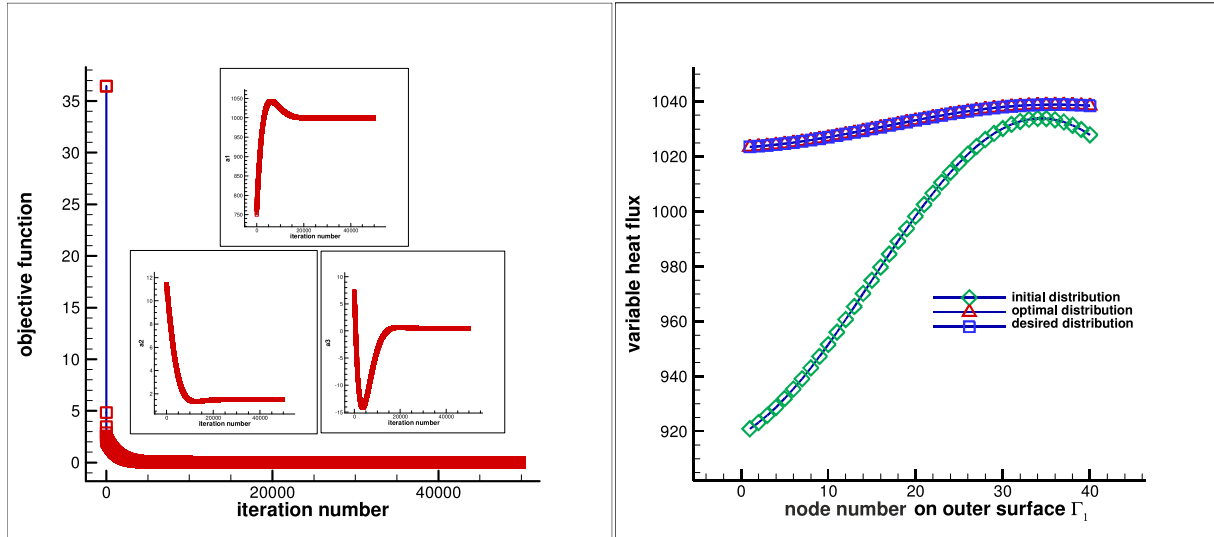 objective function
35
30
25
20
15
10
5
0
0 20000 40000
iteration number
a1
1050
1000
950
900
850
800
750
0 20000 40000
iteration number
a2
12
10
8
6
4
2
0 20000 40000
iteration number
a3
5
0
-5
-10
-15
0 20000 40000
iteration number
variable heat flux
1040
1020
1000
980
960
940
920
initial distribution
optimal distribution
desired distribution
0 10 20 30 40
node number on outer surface Γ1